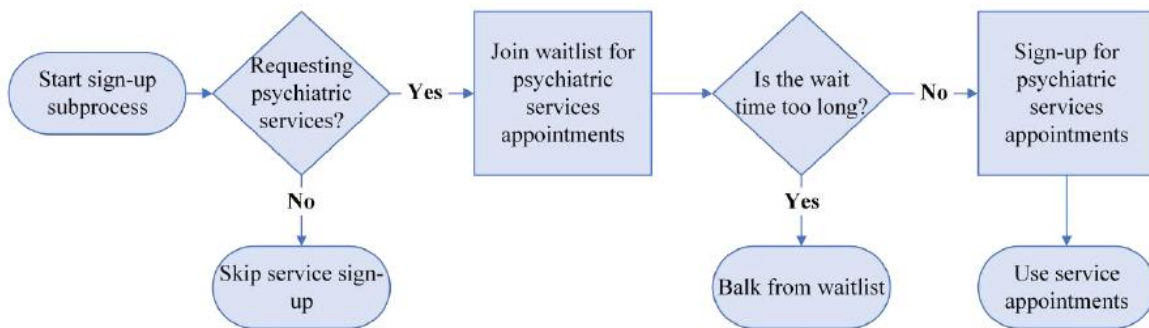 Start sign-up
subprocess
Requesting
psychiatric
services?
Yes
Join waitlist for
psychiatric
services
appointments
Is the wait
time too long?
No
Sign-up for
psychiatric
services
appointments
No
Skip service sign-
up
Yes
Balk from waitlist
Use service
appointments